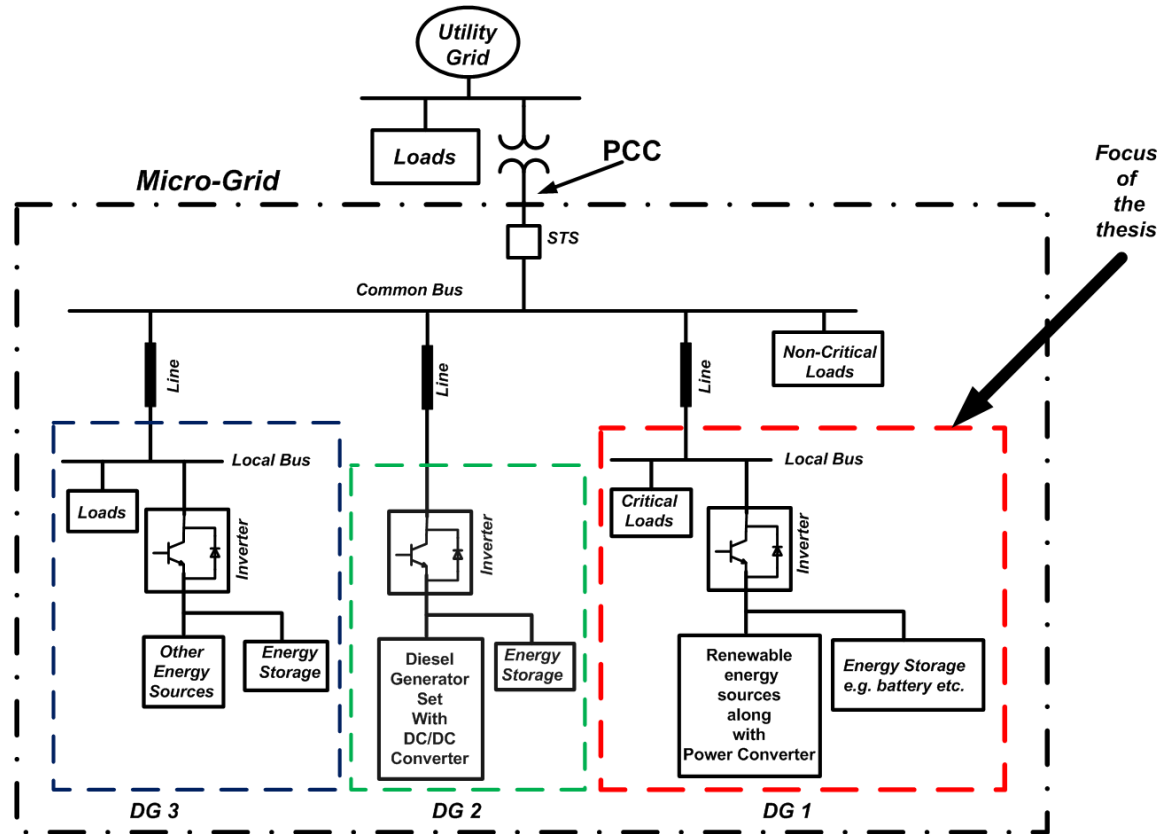 Utility
Grid
Loads
PCC
Focus
of
the
thesis
Micro-Grid
STS
Common Bus
Line
Line
Line
Non-Critical
Loads
Local Bus
Loads
Inverter
Other
Energy
Sources
Energy
Storage
DG 3
Inverter
Diesel
Generator
Set
With
DC/DC
Converter
Energy
Storage
DG 2
Local Bus
Critical
Loads
Inverter
Renewable
energy
sources
along
with
Power Converter
Energy Storage
e.g. battery etc.
DG 1